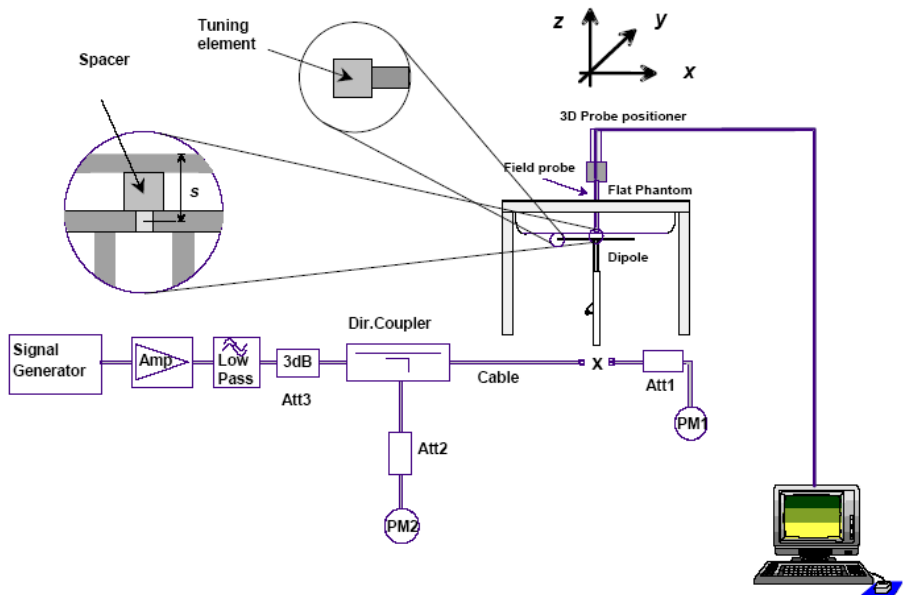 Tuning
element
Spacer
s
z
y
x
3D Probe positioner
Field probe
Flat Phantom
Dipole
Dir.Coupler
Signal
Generator
Amp
Low
Pass
3dB
Att3
Cable
x
Att1
PM1
Att2
PM2